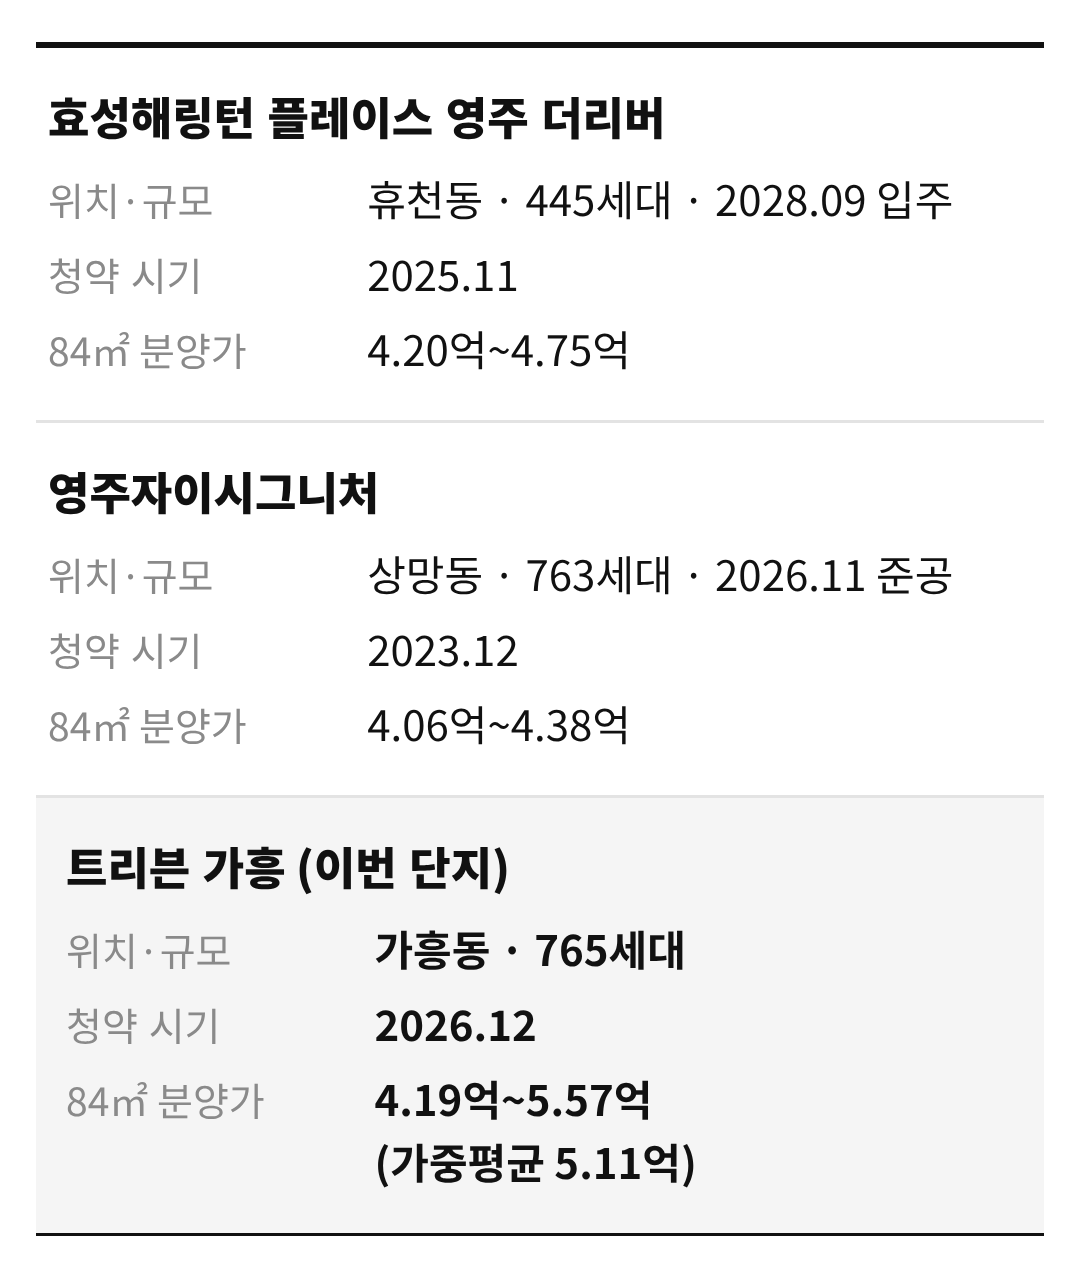 효성해링턴 플레이스 영주 더리버
위치·규모 휴천동 · 445세대 · 2028.09 입주
청약 시기 2025.11
84㎡ 분양가 4.20억~4.75억
영주자이시그니처
위치·규모 상망동 · 763세대 · 2026.11 준공
청약 시기 2023.12
84㎡ 분양가 4.06억~4.38억
트리븐 가흥 (이번 단지)
위치·규모 가흥동 · 765세대
청약 시기 2026.12
84㎡ 분양가 4.19억~5.57억
(가중평균 5.11억)